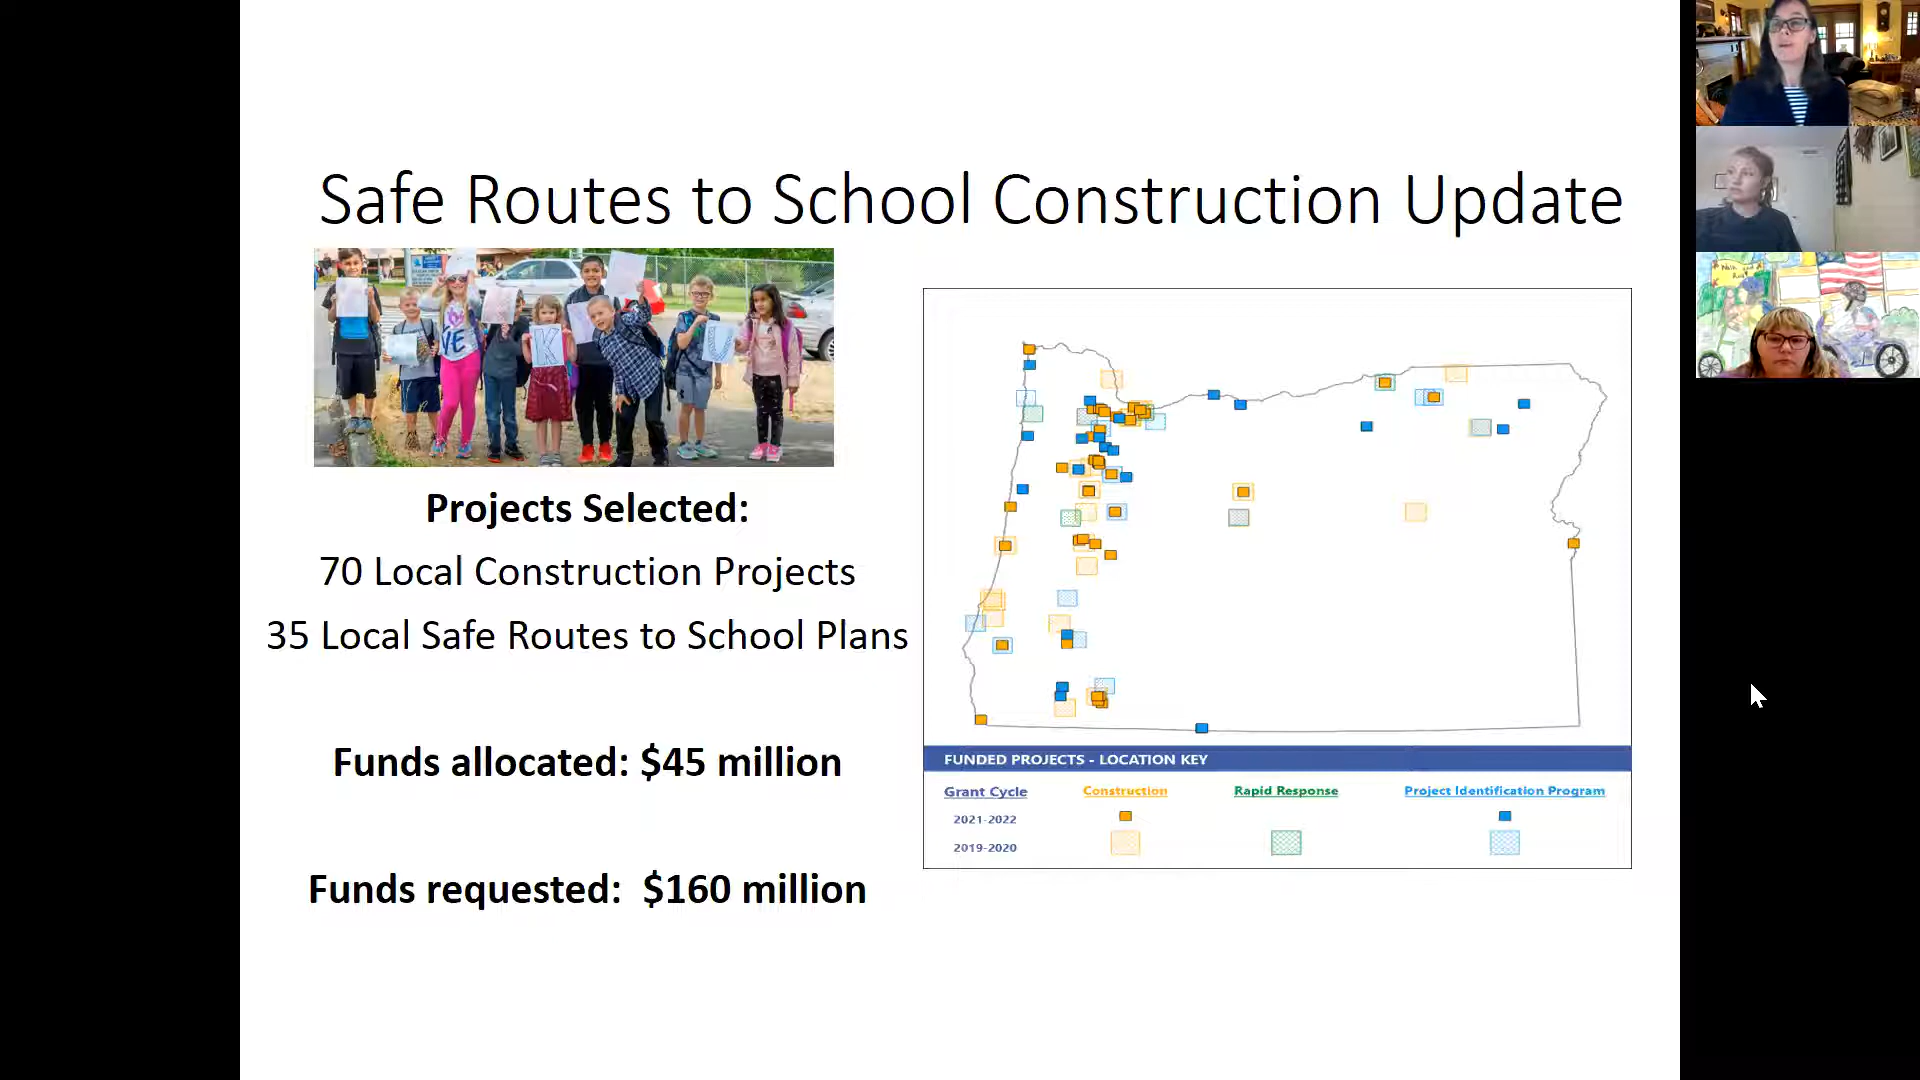 Safe Routes to School Construction Update
VE
K
U
Projects Selected:
70 Local Construction Projects
35 Local Safe Routes to School Plans
Funds allocated: $45 million
Funds requested: $160 million
FUNDED PROJECTS - LOCATION KEY
Grant Cycle Construction Rapid Response Project Identification Program
2021-2022
2019-2020